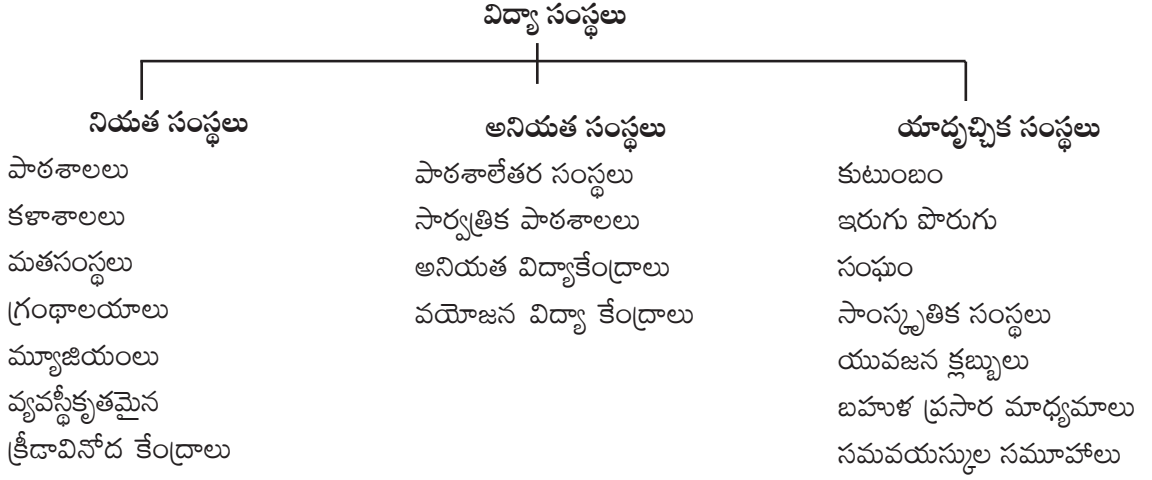 విద్యా సంస్థలు
నియత సంస్థలు
పాఠశాలలు
కళాశాలలు
మతసంస్థలు
గ్రంథాలయాలు
మ్యూజియంలు
వ్యవస్థీకృతమైన
క్రీడావినోద కేంద్రాలు
అనియత సంస్థలు
పాఠశాలేతర సంస్థలు
సార్వత్రిక పాఠశాలలు
అనియత విద్యాకేంద్రాలు
వయోజన విద్యా కేంద్రాలు
యాదృచ్ఛిక సంస్థలు
కుటుంబం
ఇరుగు పొరుగు
సంఘం
సాంస్కృతిక సంస్థలు
యువజన క్లబ్బులు
బహుళ ప్రసార మాధ్యమాలు
సమవయస్కుల సమూహాలు